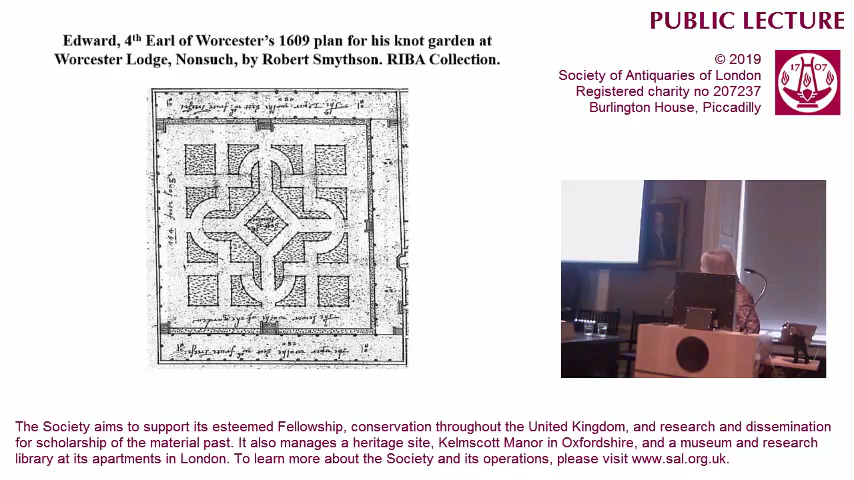 PUBLIC LECTURE
Edward, 4th Earl of Worcester's 1609 plan for his knot garden at
Worcester Lodge, Nonsuch, by Robert Smythson. RIBA Collection.
© 2019
Society of Antiquaries of London
Registered charity no 207237
Burlington House, Piccadilly
1707
The Society aims to support its esteemed Fellowship, conservation throughout the United Kingdom, and research and dissemination
for scholarship of the material past. It also manages a heritage site, Kelmscott Manor in Oxfordshire, and a museum and research
library at its apartments in London. To learn more about the Society and its operations, please visit www.sal.org.uk.